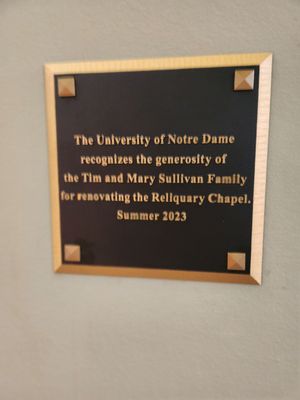 The University of Notre Dame
recognizes the generosity of
the Tim and Mary Sullivan Family
for renovating the Reliquary Chapel.
Summer 2023